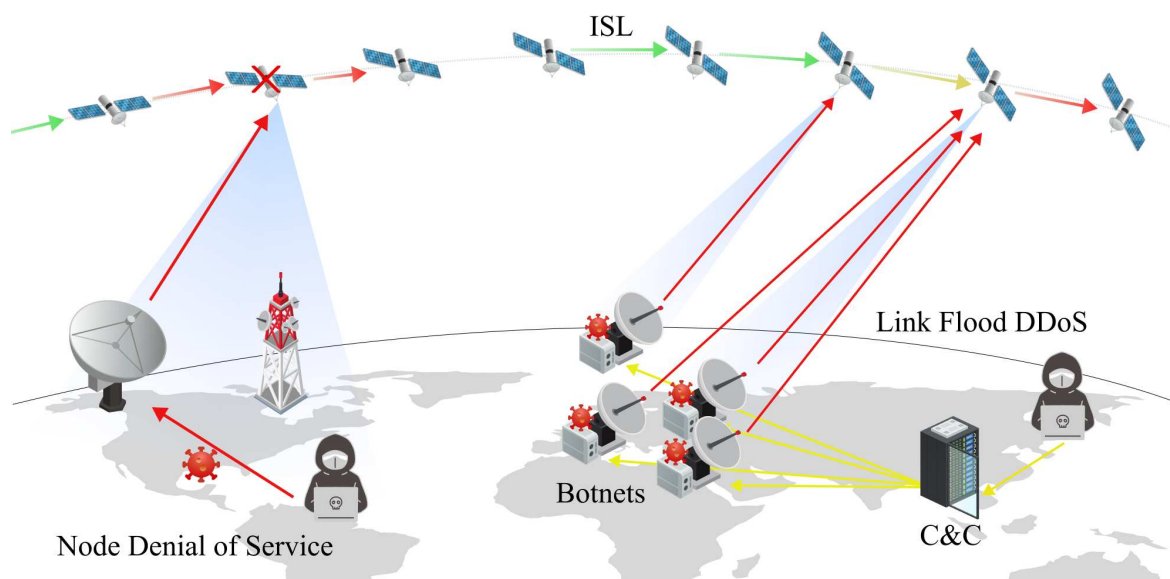 ISL
Link Flood DDoS
Botnets
C&C
Node Denial of Service